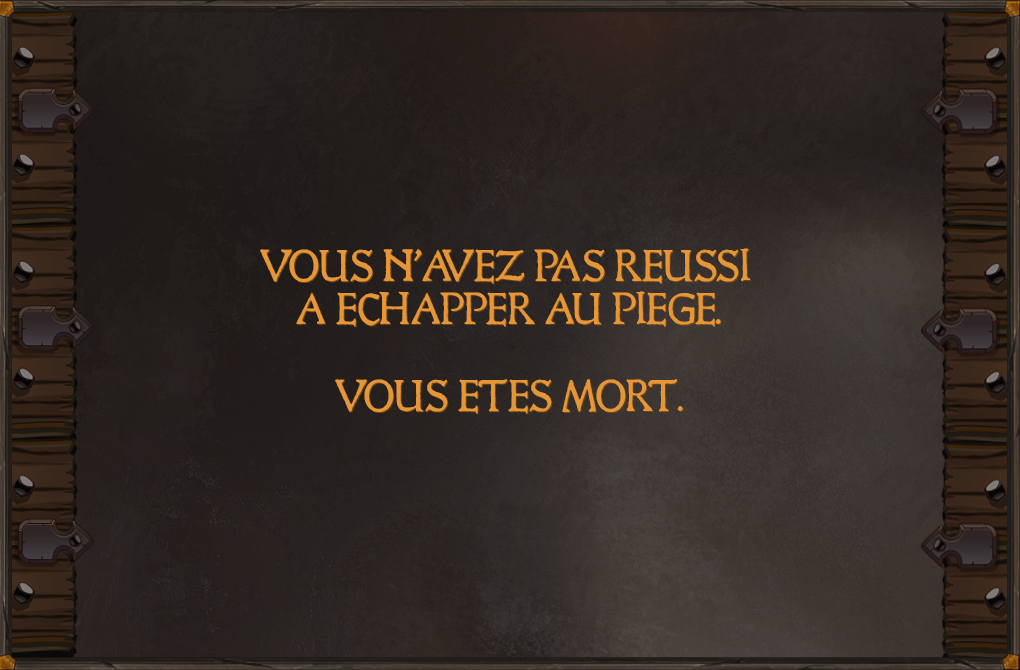 VOUS N'AVEZ PAS REUSSI
A ECHAPPER AU PIEGE.
VOUS ETES MORT.